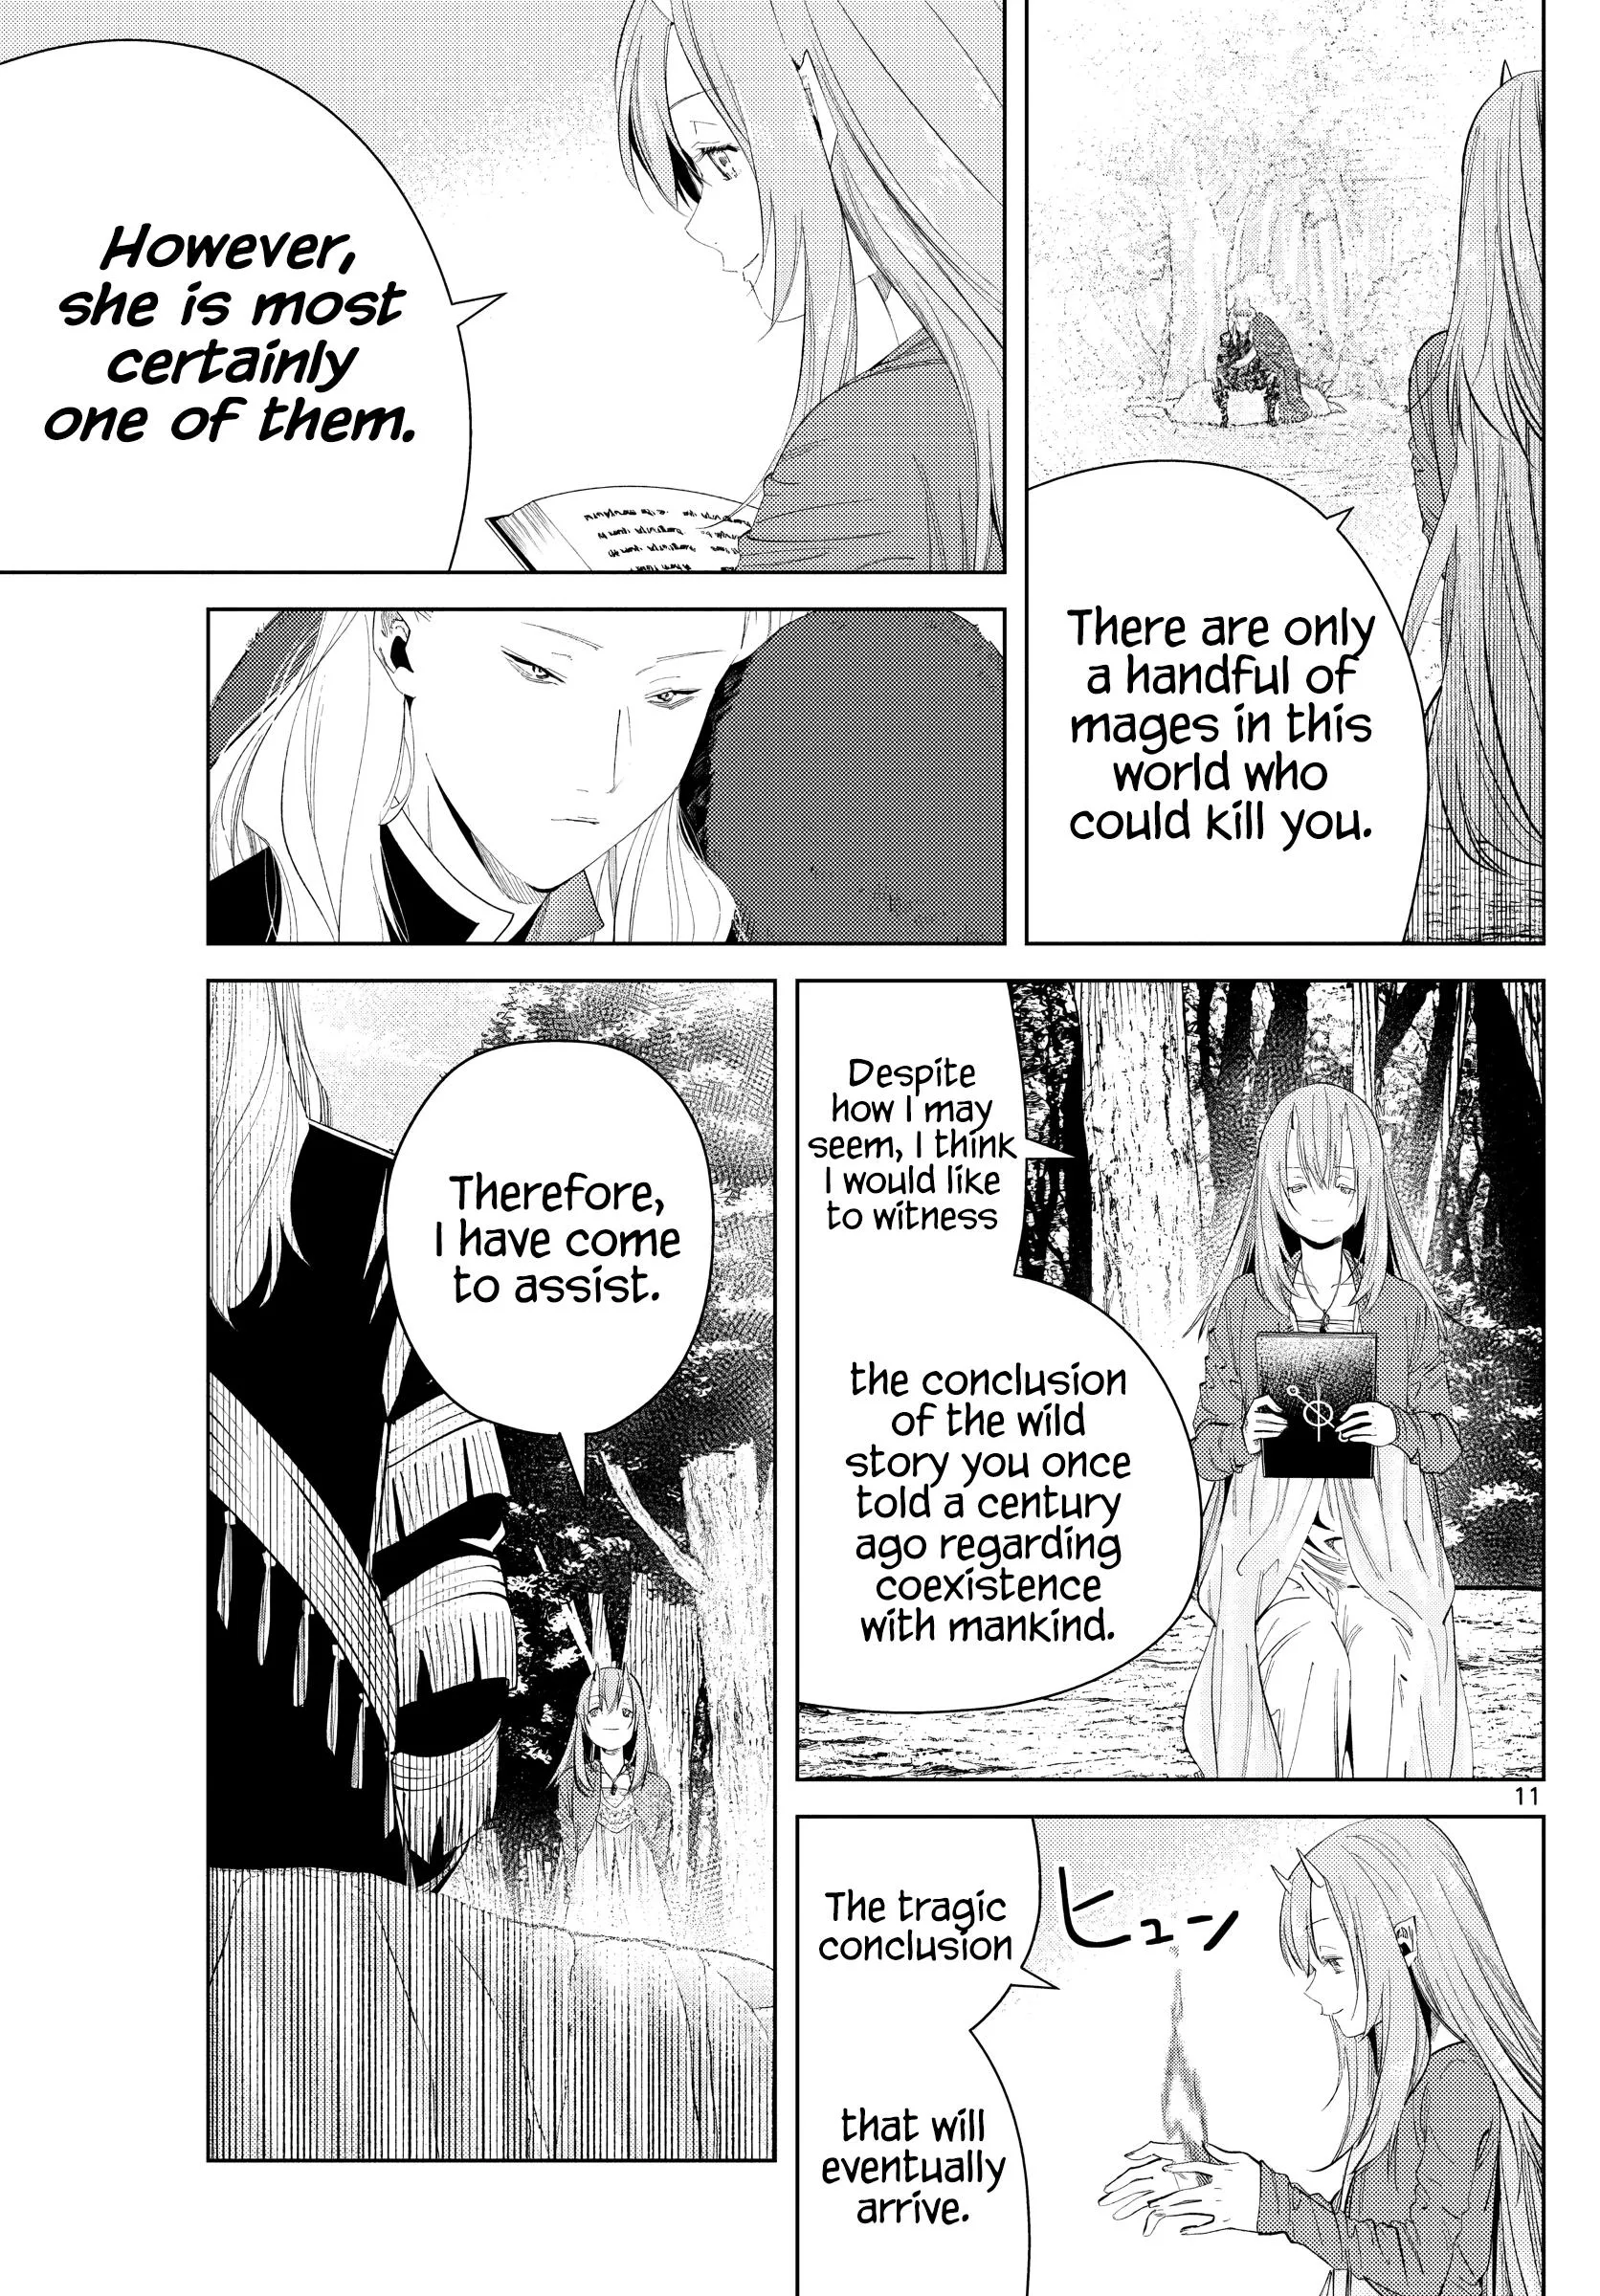 There are only
a handful of
mages in this
world who
could kill you.
However,
she is most
certainly
one of them.
Despite
how I may
seem, I think
I would like
to witness
the conclusion
of the wild
story you once
told a century
ago regarding
coexistence
with mankind.
11
The tragic
conclusion
ヒュン
that will
eventually
arrive.
Therefore,
I have come
to assist.